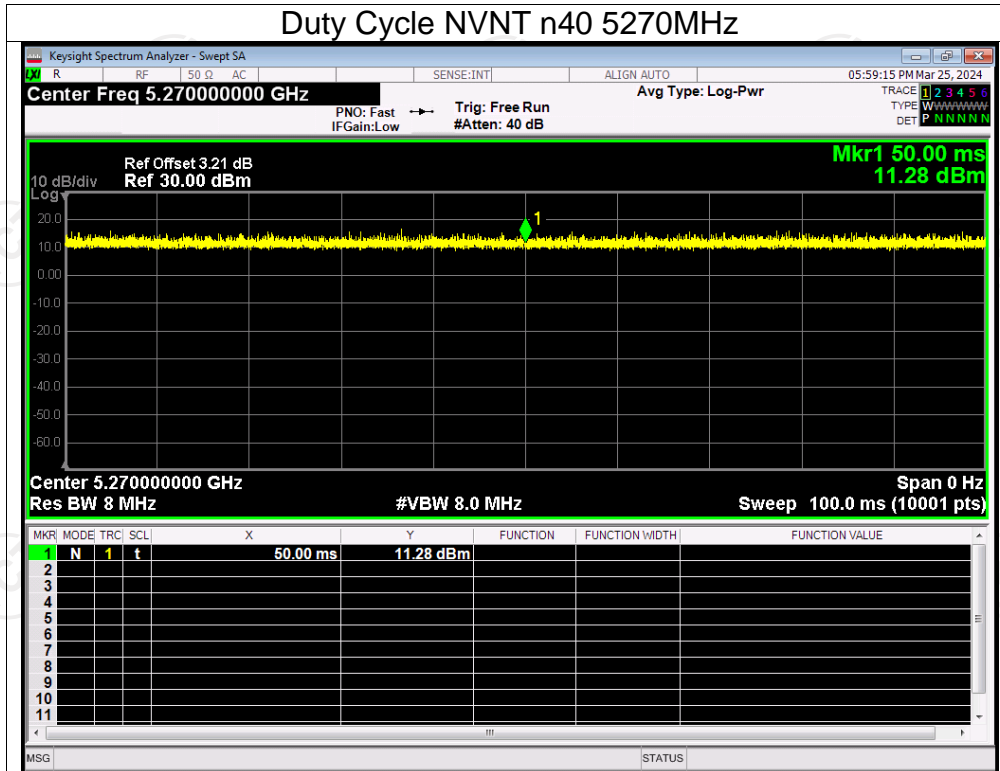 Duty Cycle NVNT n40 5270MHz
Keysight Spectrum Analyzer - Swept SA
LXI R RF 50 Ω AC SENSE:INT ALIGN AUTO 05:59:15 PM Mar 25, 2024
Center Freq 5.270000000 GHz
PNO: Fast
IFGain:Low
Trig: Free Run
#Atten: 40 dB
Avg Type: Log-Pwr
TRACE 1 2 3 4 5 6
TYPE WWWWWW
DET P N N N N N
Mkr1 50.00 ms
11.28 dBm
Ref Offset 3.21 dB
10 dB/div Ref 30.00 dBm
Log
20.0
1
10.0
0.00
-10.0
-20.0
-30.0
-40.0
-50.0
-60.0
Center 5.270000000 GHz Span 0 Hz
Res BW 8 MHz #VBW 8.0 MHz Sweep 100.0 ms (10001 pts)
MKR MODE TRC SCL X Y FUNCTION FUNCTION WIDTH FUNCTION VALUE
1 N 1 t 50.00 ms 11.28 dBm
2
3
4
5
6
7
8
9
10
11
MSG STATUS